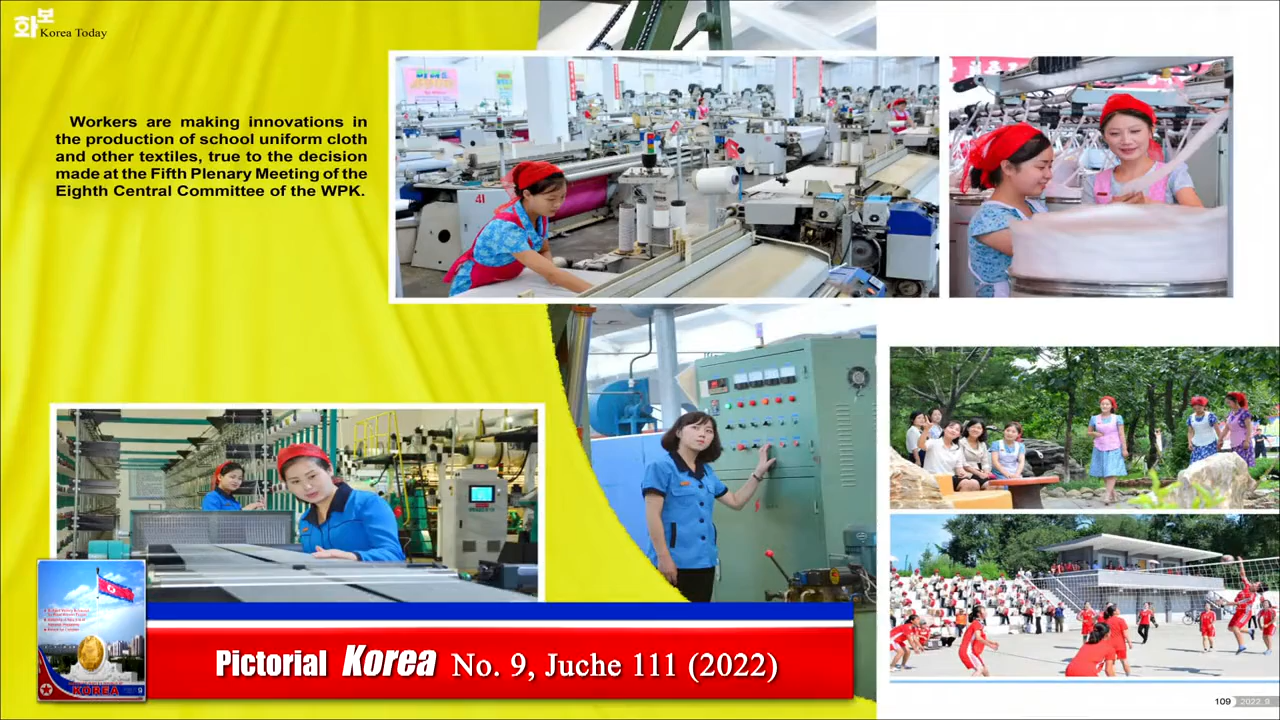 화보
Korea Today
Workers are making innovations in
the production of school uniform cloth
and other textiles, true to the decision
made at the Fifth Plenary Meeting of the
Eighth Central Committee of the WPK.
41
KOREA
9
Pictorial Korea No. 9, Juche 111 (2022)
109 2022. 9.